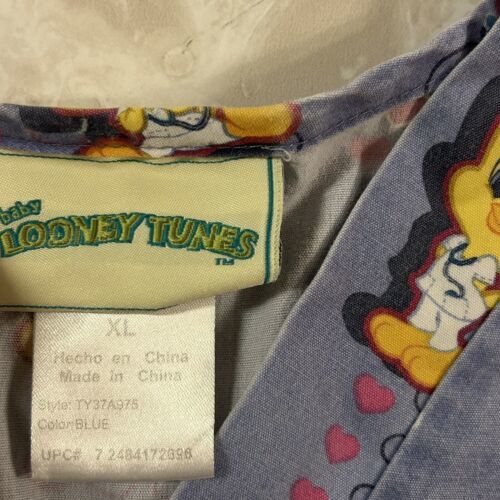 baby
LOONEY TUNES
TM
XL
Hecho en China
Made in China
Style: TY37A975
Color: BLUE
UPC# 7 2484172096